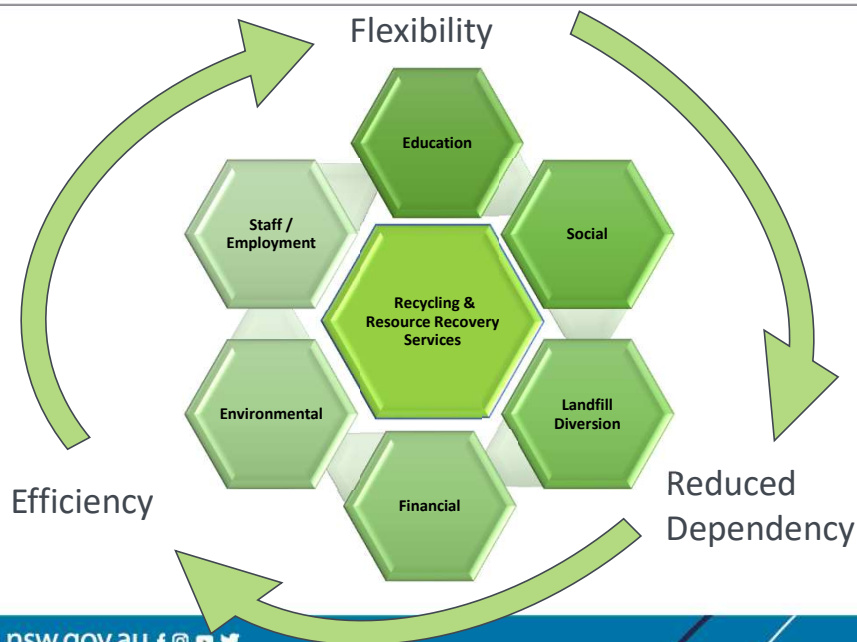 Flexibility
Education
Staff /
Employment
Social
Recycling &
Resource Recovery
Services
Environmental
Landfill
Diversion
Financial
Efficiency
Reduced
Dependency
nsw.gov.au